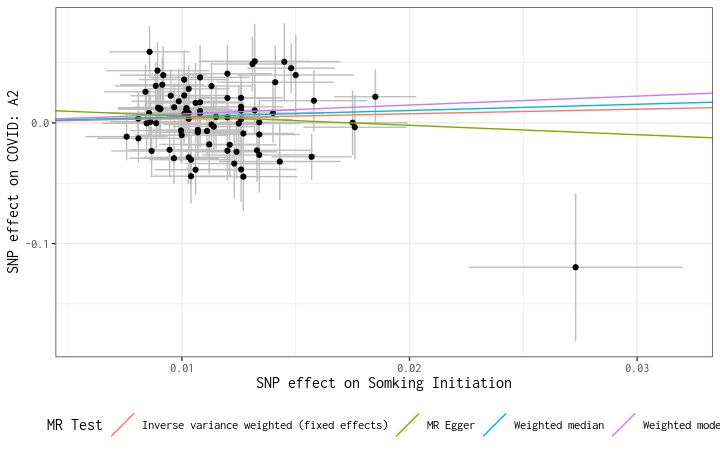 SNP effect on COVID: A2
0.0
-0.1
0.01
0.02
0.03
SNP effect on Somking Initiation
MR Test
Inverse variance weighted (fixed effects)
MR Egger
Weighted median
Weighted mode